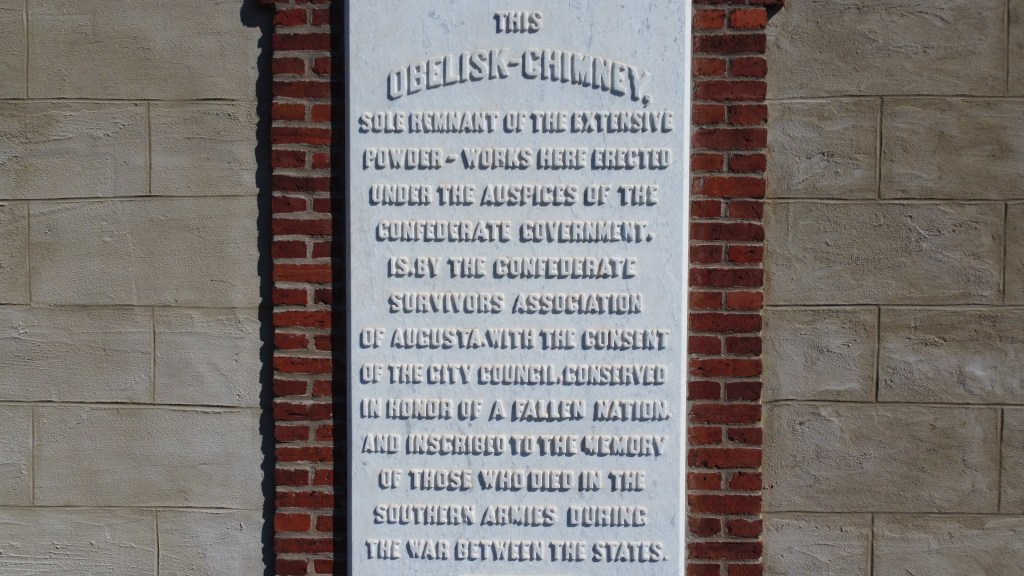 THIS
OBELISK-CHIMNEY,
SOLE REMNANT OF THE EXTENSIVE
POWDER - WORKS HERE ERECTED
UNDER THE AUSPICES OF THE
CONFEDERATE GOVERNMENT.
IS.BY THE CONFEDERATE
SURVIVORS ASSOCIATION
OF AUGUSTA.WITH THE CONSENT
OF THE CITY COUNCIL.CONSERVED
IN HONOR OF A FALLEN NATION.
AND INSCRIBED TO THE MEMORY
OF THOSE WHO DIED IN THE
SOUTHERN ARMIES DURING
THE WAR BETWEEN THE STATES.